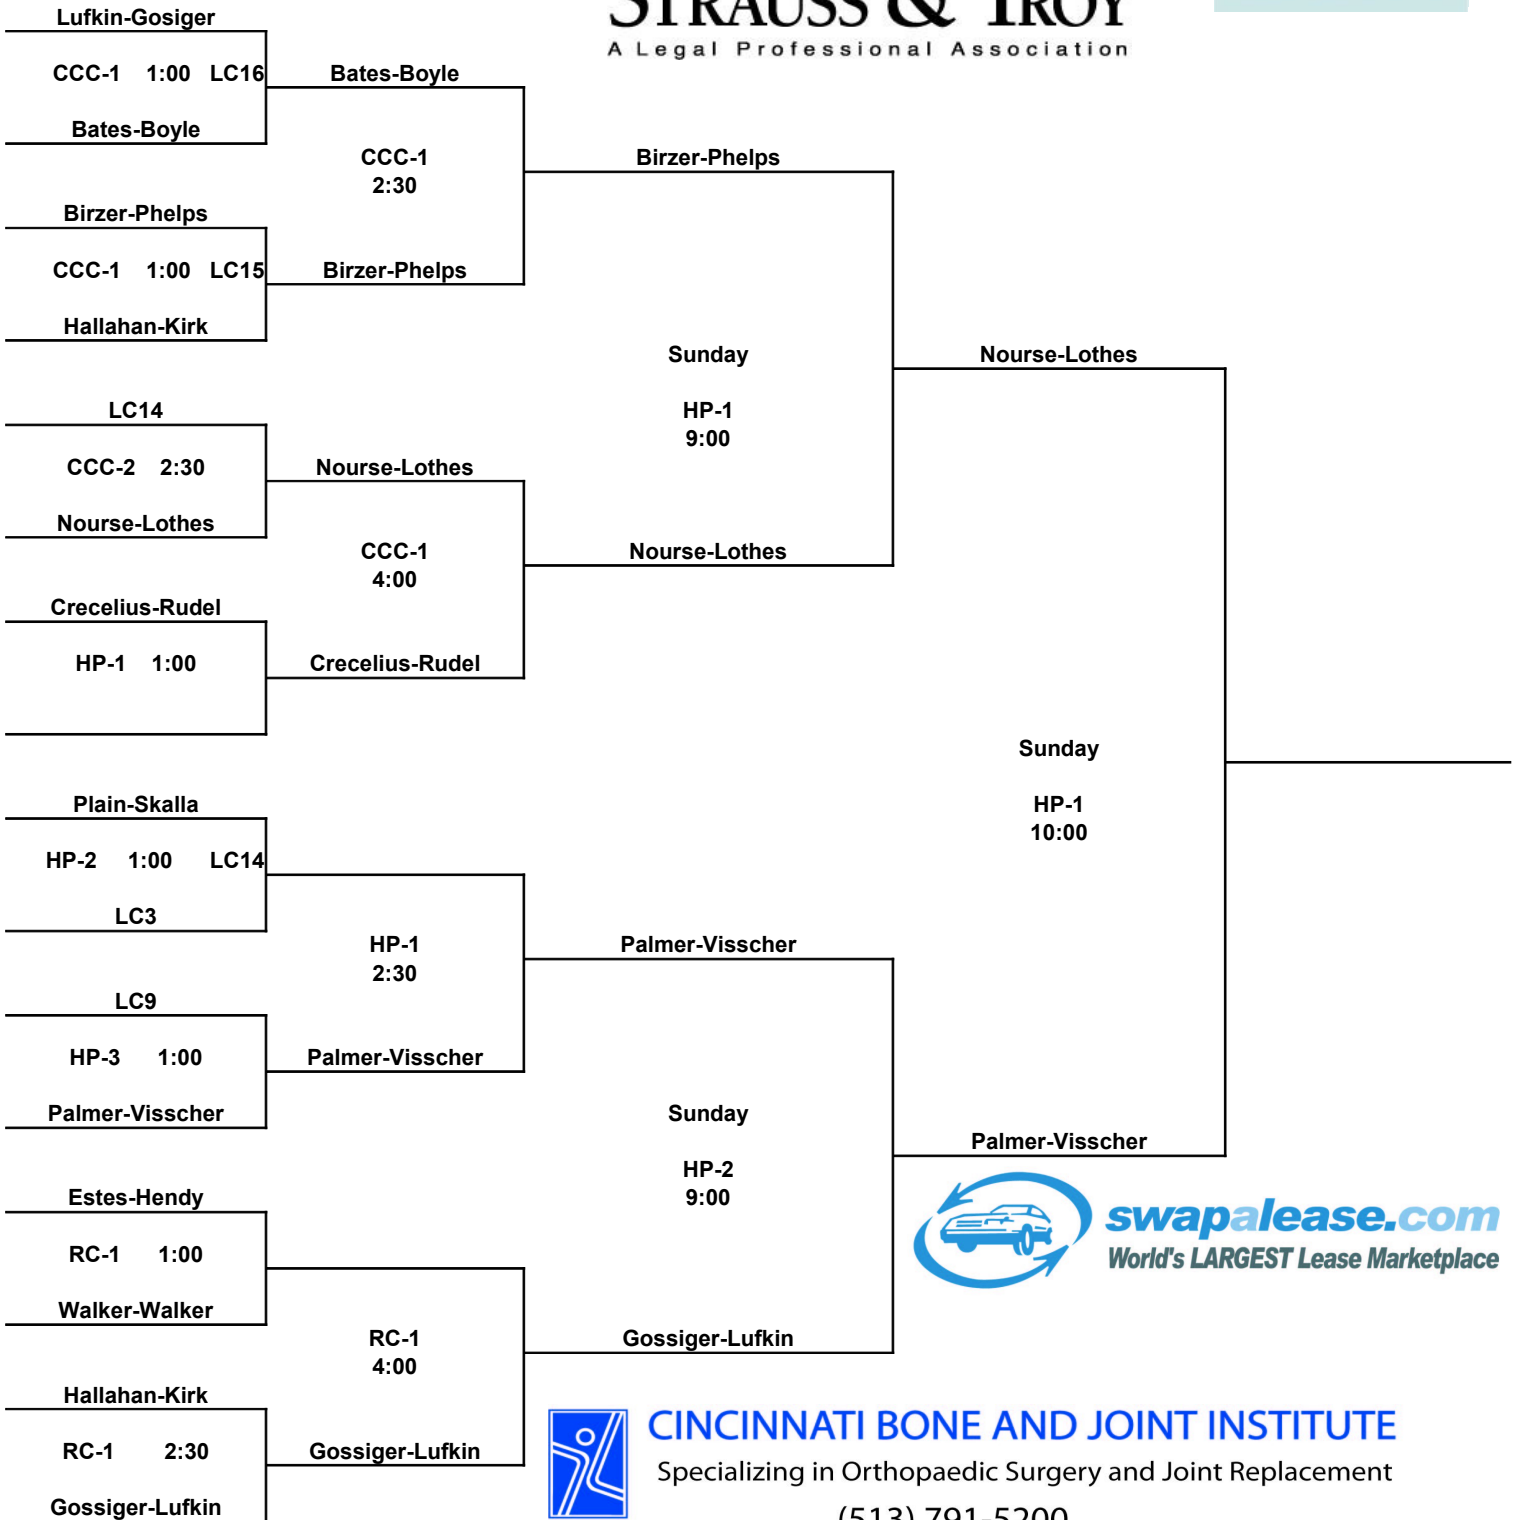 Lufkin-Gosiger
STRAUSS & TROY
A Legal Professional Association
CCC-1 1:00 LC16
Bates-Boyle
Bates-Boyle
CCC-1
2:30
Birzer-Phelps
Birzer-Phelps
CCC-1 1:00 LC15
Birzer-Phelps
Hallahan-Kirk
Sunday
HP-1
9:00
Nourse-Lothes
LC14
CCC-2 2:30
Nourse-Lothes
Nourse-Lothes
CCC-1
4:00
Nourse-Lothes
Crecelius-Rudel
HP-1 1:00
Crecelius-Rudel
Sunday
HP-1
10:00
Plain-Skalla
HP-2 1:00 LC14
LC3
HP-1
2:30
Palmer-Visscher
LC9
HP-3 1:00
Palmer-Visscher
Palmer-Visscher
Sunday
HP-2
9:00
Palmer-Visscher
Estes-Hendy
RC-1 1:00
Walker-Walker
swapalease.com
World's LARGEST Lease Marketplace
RC-1
4:00
Gossiger-Lufkin
Hallahan-Kirk
RC-1 2:30
Gossiger-Lufkin
Gossiger-Lufkin
CINCINNATI BONE AND JOINT INSTITUTE
Specializing in Orthopaedic Surgery and Joint Replacement
(513) 791-5200